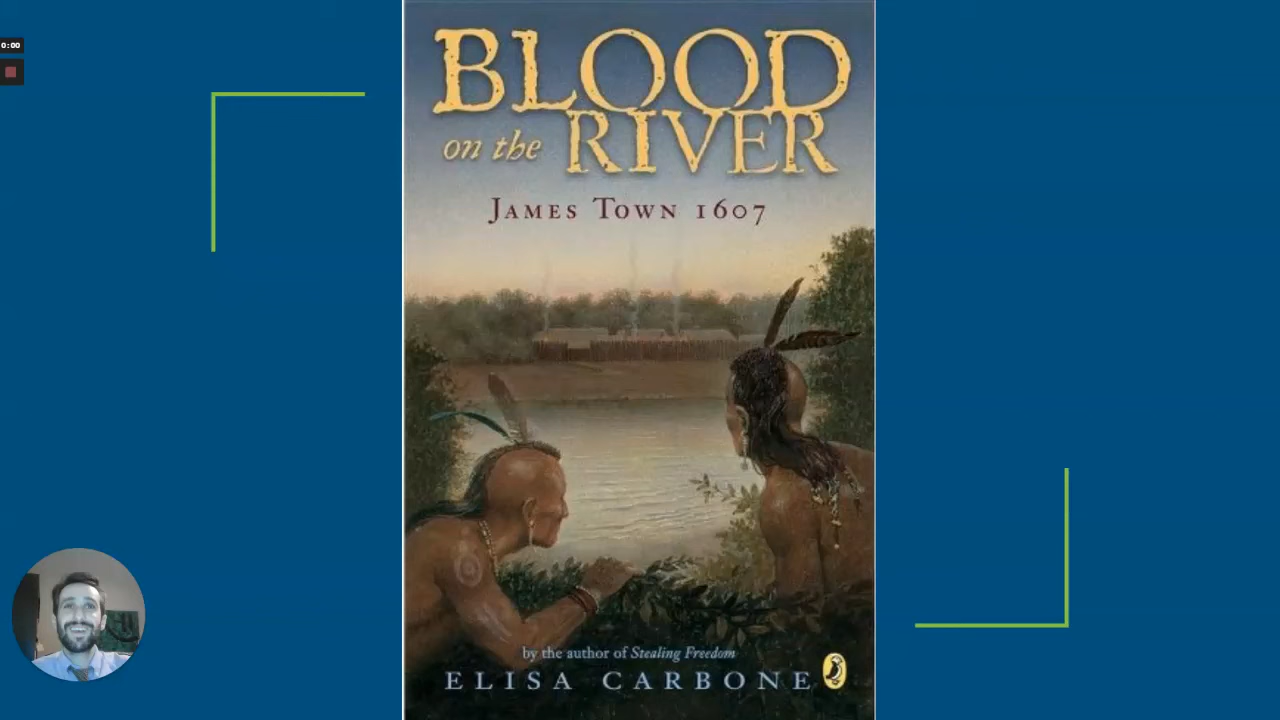 0:00
BLOOD
on the RIVER
JAMES TOWN 1607
by the author of Stealing Freedom
ELISA CARBONE